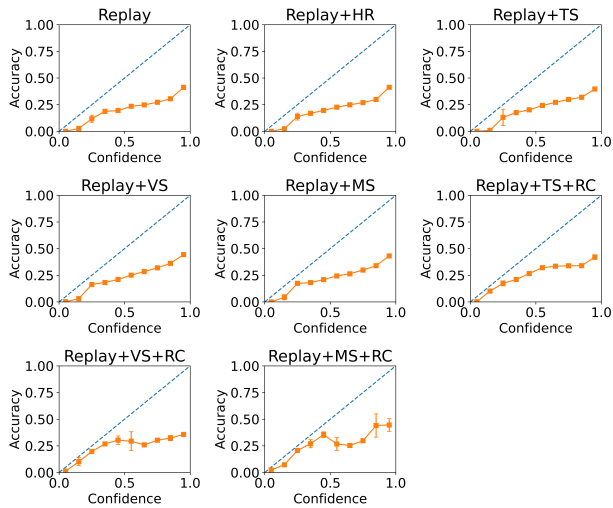 Replay
1.00
0.75
0.50
0.25
0.00
Accuracy
0.0 0.5 1.0
Confidence
Replay+HR
1.00
0.75
0.50
0.25
0.00
Accuracy
0.0 0.5 1.0
Confidence
Replay+TS
1.00
0.75
0.50
0.25
0.00
Accuracy
0.0 0.5 1.0
Confidence
Replay+VS
1.00
0.75
0.50
0.25
0.00
Accuracy
0.0 0.5 1.0
Confidence
Replay+MS
1.00
0.75
0.50
0.25
0.00
Accuracy
0.0 0.5 1.0
Confidence
Replay+TS+RC
1.00
0.75
0.50
0.25
0.00
Accuracy
0.0 0.5 1.0
Confidence
Replay+VS+RC
1.00
0.75
0.50
0.25
0.00
Accuracy
0.0 0.5 1.0
Confidence
Replay+MS+RC
1.00
0.75
0.50
0.25
0.00
Accuracy
0.0 0.5 1.0
Confidence